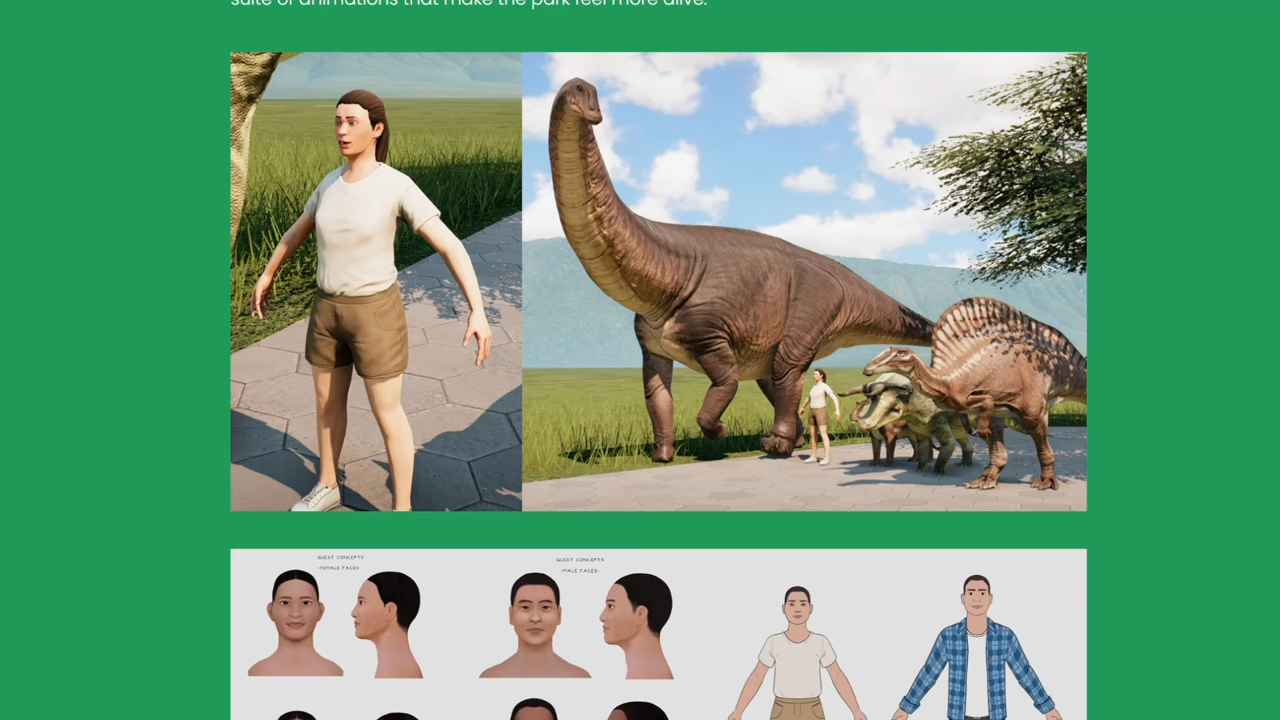 suite of animations that make the park feel more alive.
GUEST CONCEPTS
-FEMALE FACES-
GUEST CONCEPTS
-MALE FACES-